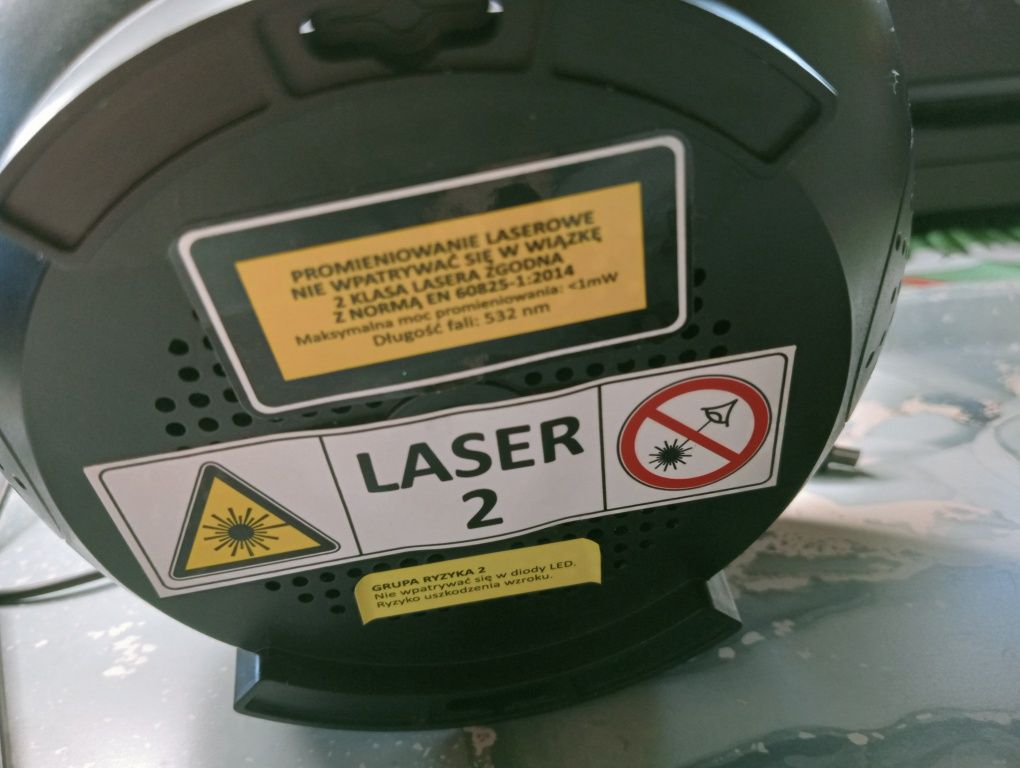 PROMIENIOWANIE LASEROWE
NIE WPATRYWAĆ SIĘ W WIĄZKĘ
2 KLASA LASERA ZGODNA
Z NORMĄ EN 60825-1:2014
Maksymalna moc promieniowania: <1mW
Długość fali: 532 nm
LASER
2
GRUPA RYZYKA 2
Nie wpatrywać się w diody LED.
Ryzyko uszkodzenia wzroku.